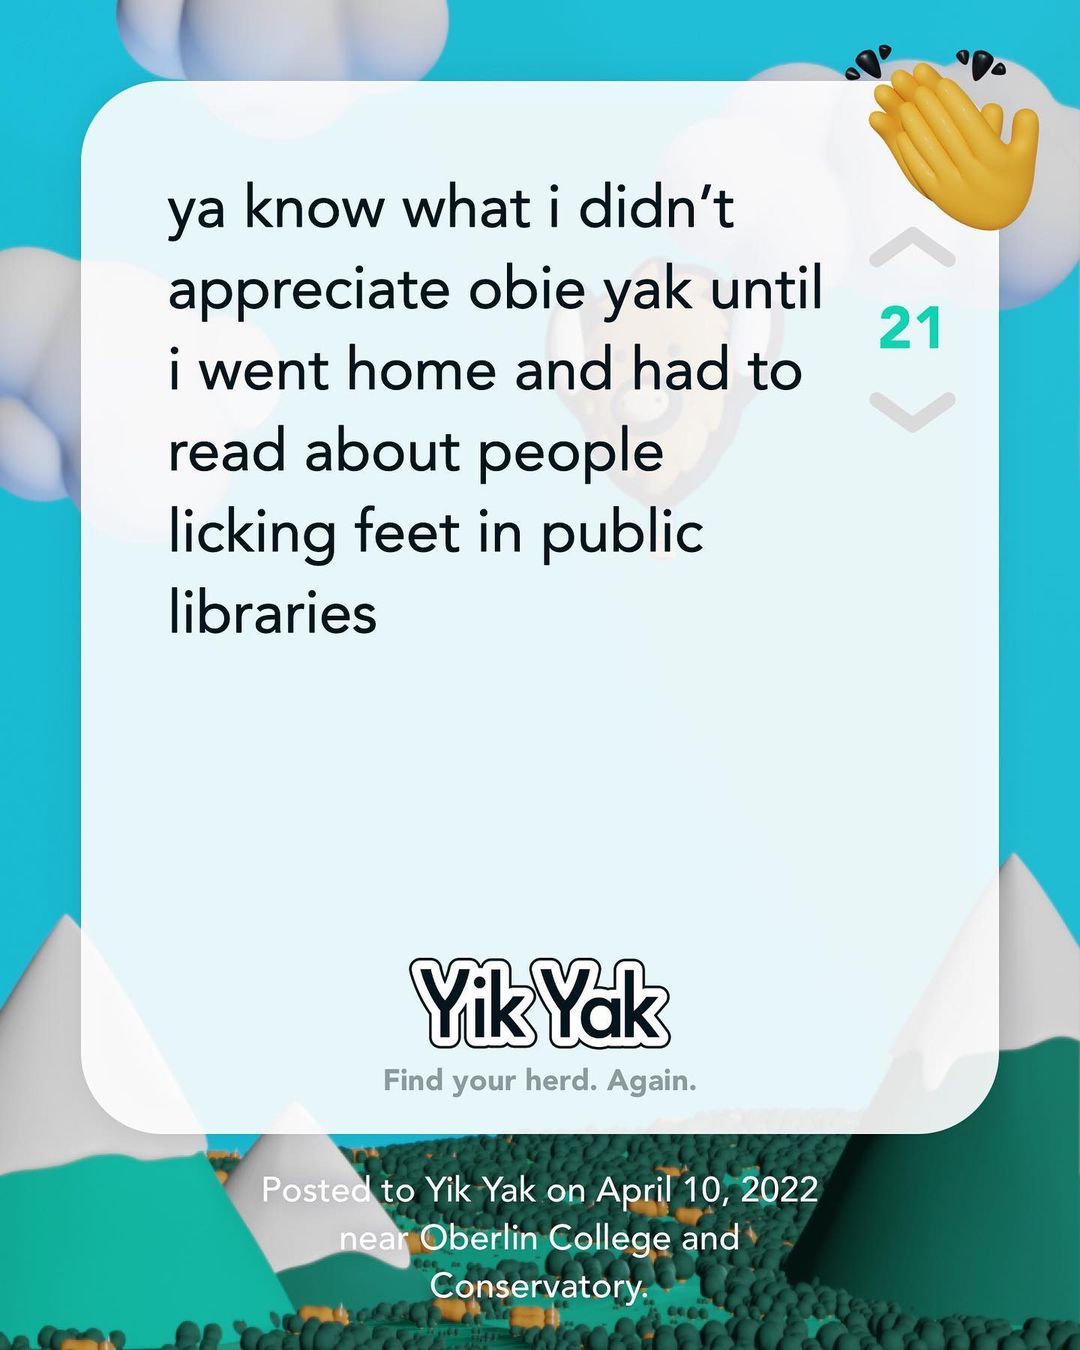 ya know what i didn’t
appreciate obie yak until
i went home and had to
read about people
licking feet in public
libraries
21
Yik Yak
Find your herd. Again.
Posted to Yik Yak on April 10, 2022
near Oberlin College and
Conservatory.